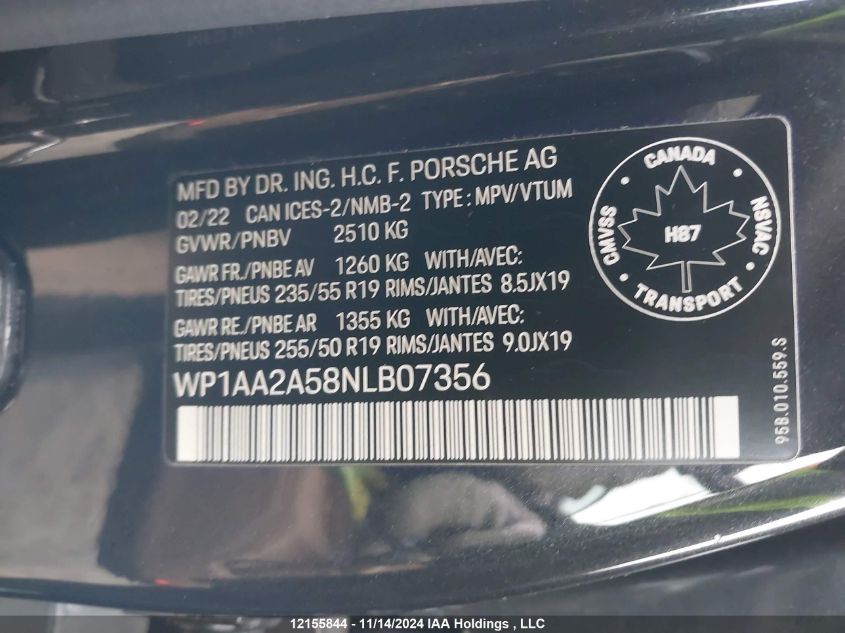 MFD BY DR. ING. H.C. F. PORSCHE AG
02/22 CAN ICES-2/NMB-2 TYPE: MPV/VTUM
GVWR/PNBV 2510 KG
GAWR FR./PNBE AV 1260 KG WITH/AVEC:
TIRES/PNEUS 235/55 R19 RIMS/JANTES 8.5JX19
GAWR RE./PNBE AR 1355 KG WITH/AVEC:
TIRES/PNEUS 255/50 R19 RIMS/JANTES 9.0JX19
WP1AA2A58NLB07356
CANADA
CMVSS
NSVAC
H87
TRANSPORT
95B.010.559.S
12155844 - 11/14/2024 IAA Holdings , LLC